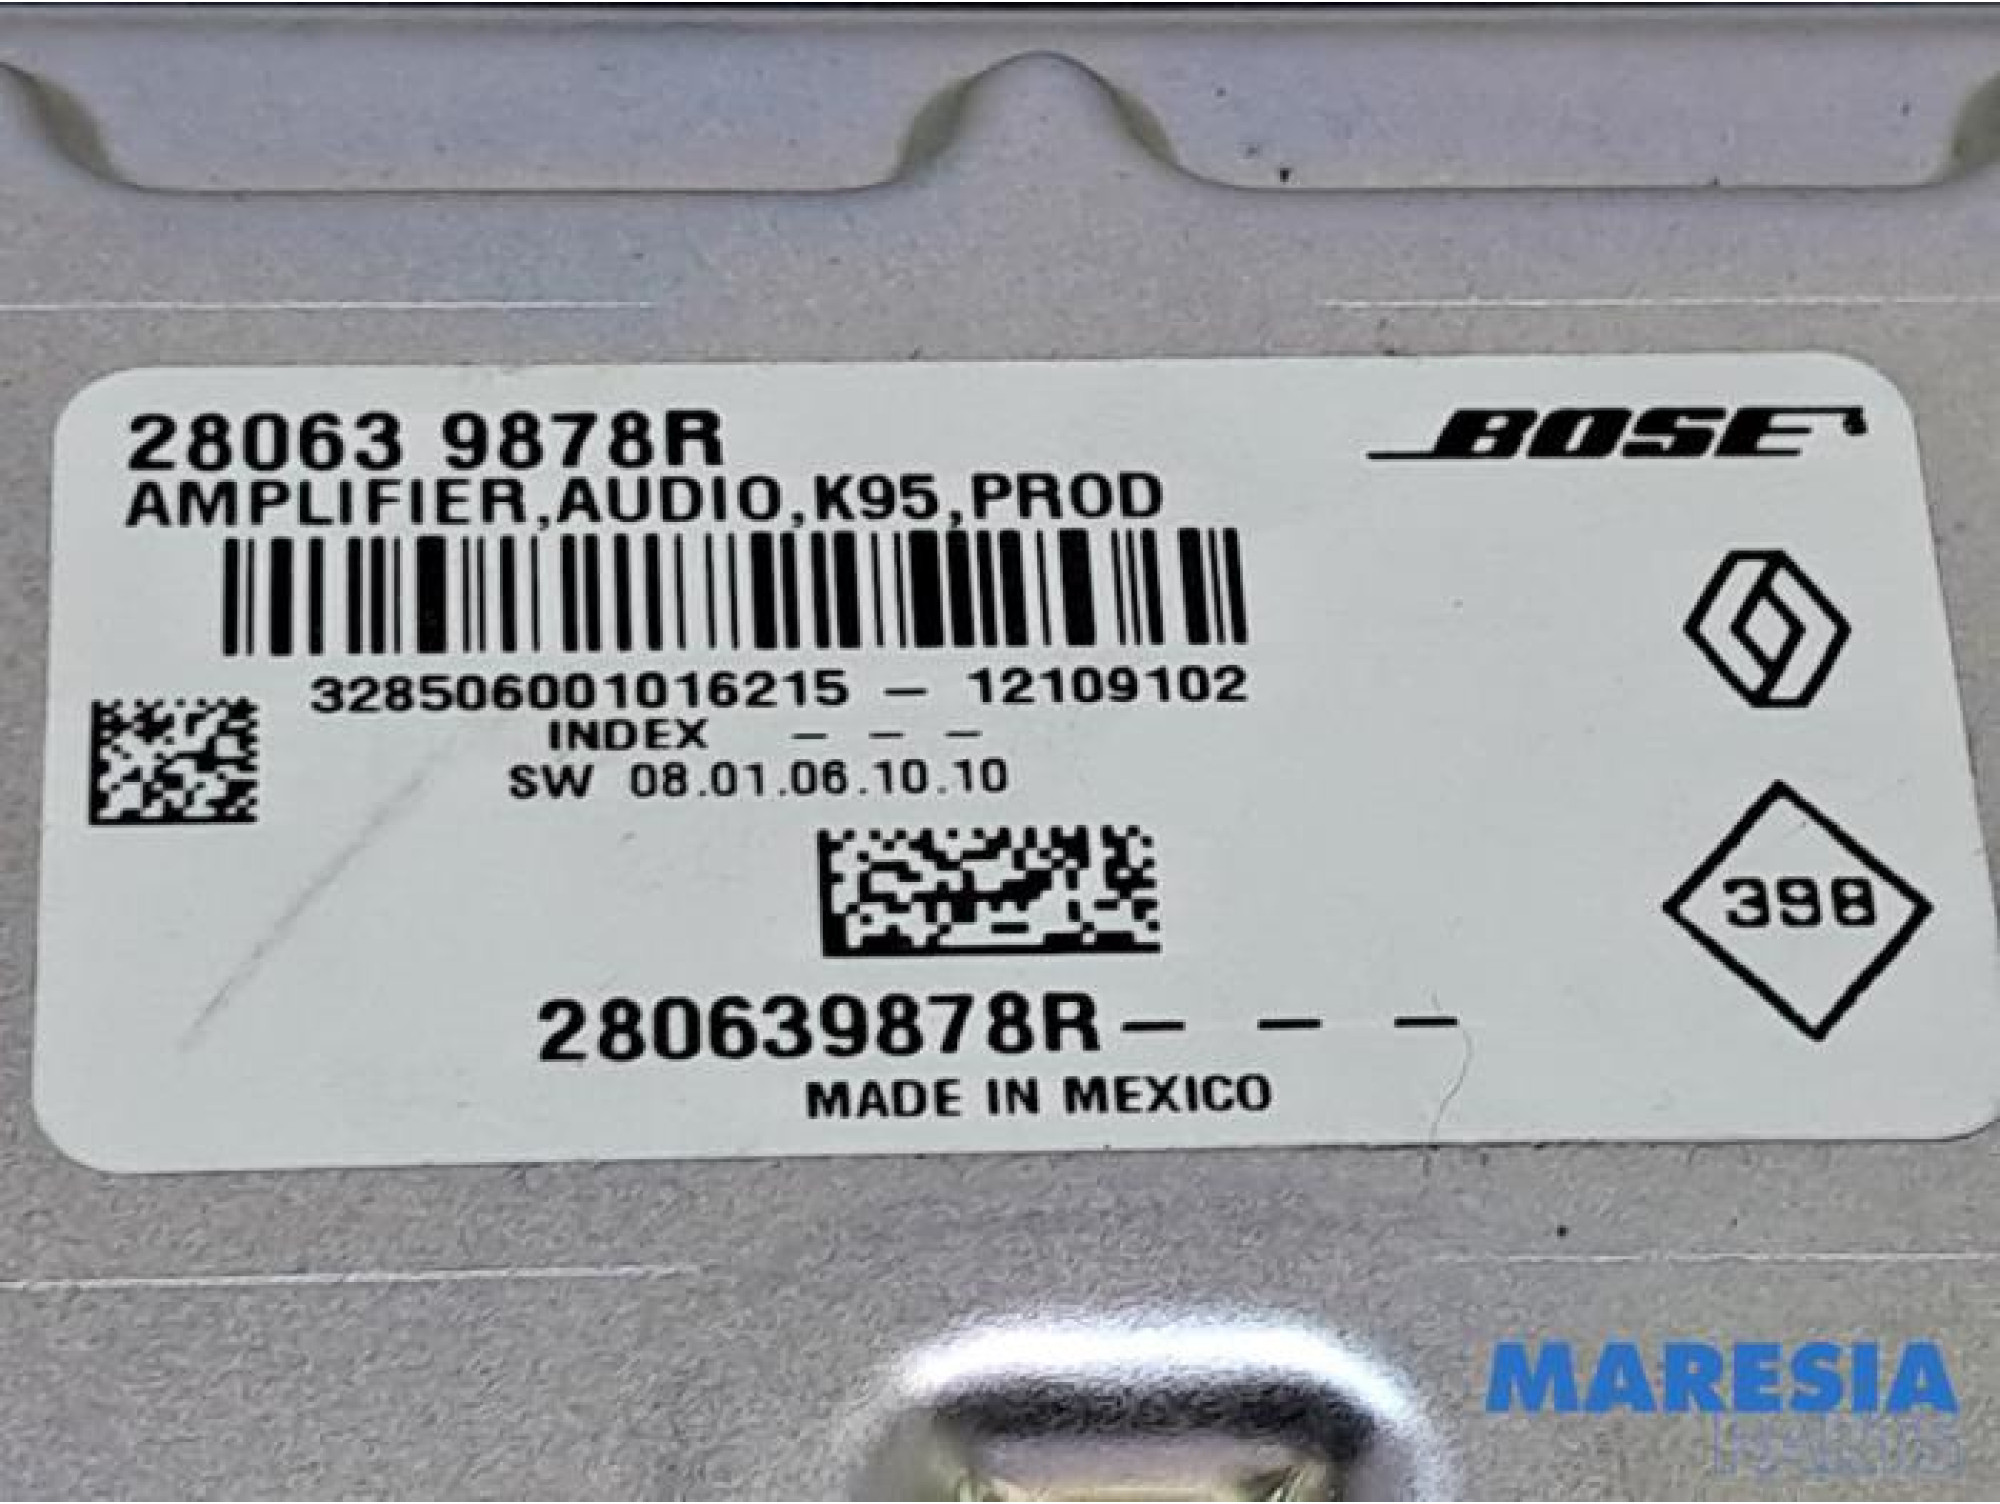 28063 9878R
BOSE
AMPLIFIER,AUDIO,K95,PROD
328506001016215 – 12109102
INDEX – – –
SW 08.01.06.10.10
398
280639878R– – –
MADE IN MEXICO
MARESIA
PARTS